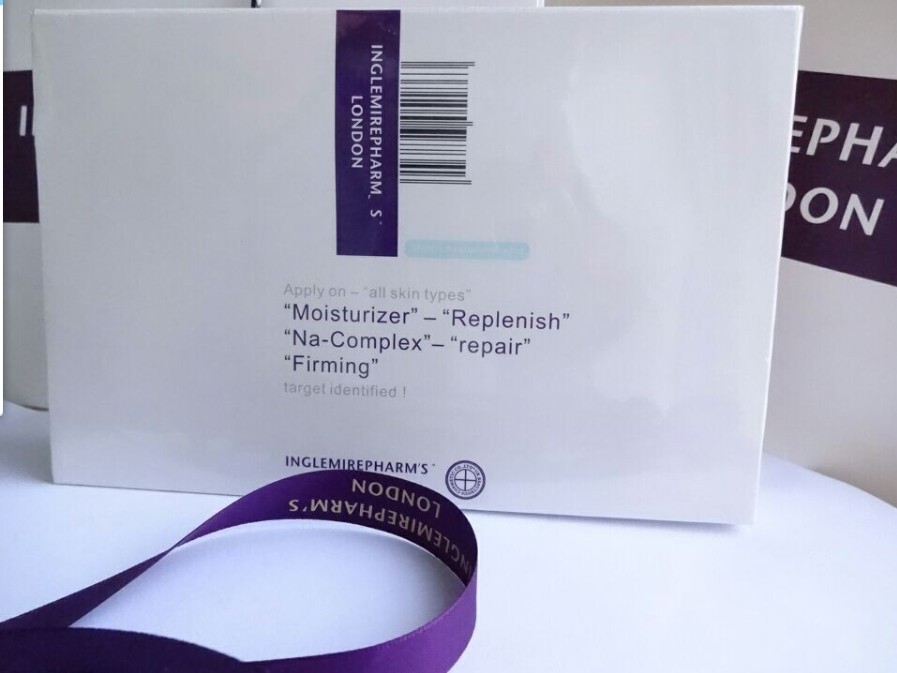 INGLEMIREPHARM, S
LONDON
EPHA
DON
Apply on – “all skin types”
“Moisturizer” – “Replenish”
“Na-Complex”– “repair”
“Firming”
target identified !
INGLEMIREPHARM'S
LONDON
INGLEMIREPHARM'S